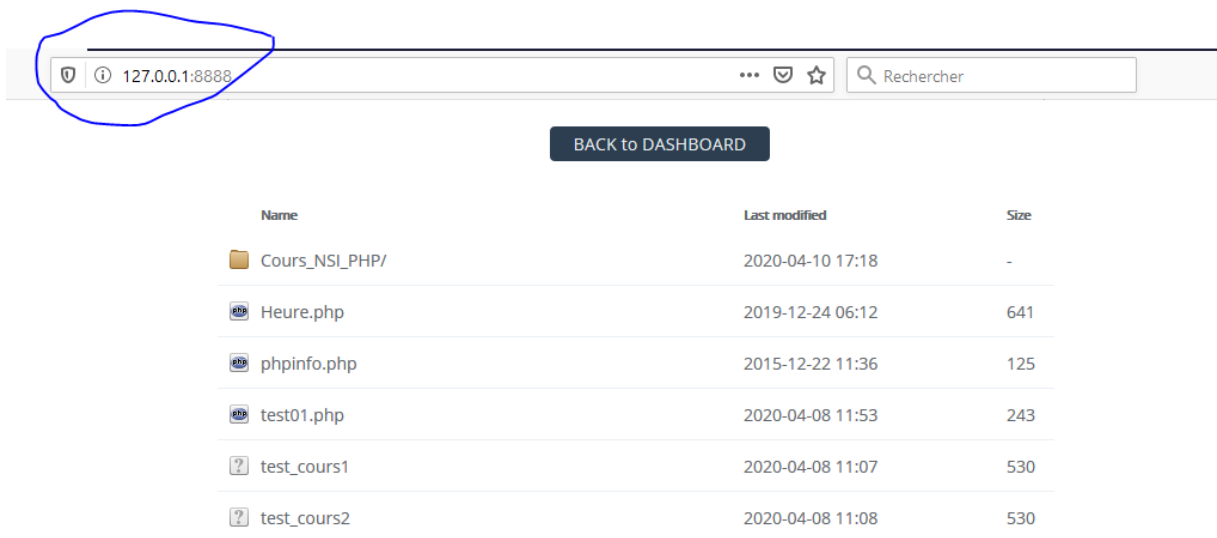 127.0.0.1:8888
Rechercher
BACK to DASHBOARD
Name Last modified Size
Cours_NSI_PHP/ 2020-04-10 17:18 -
php Heure.php 2019-12-24 06:12 641
php phpinfo.php 2015-12-22 11:36 125
php test01.php 2020-04-08 11:53 243
? test_cours1 2020-04-08 11:07 530
? test_cours2 2020-04-08 11:08 530